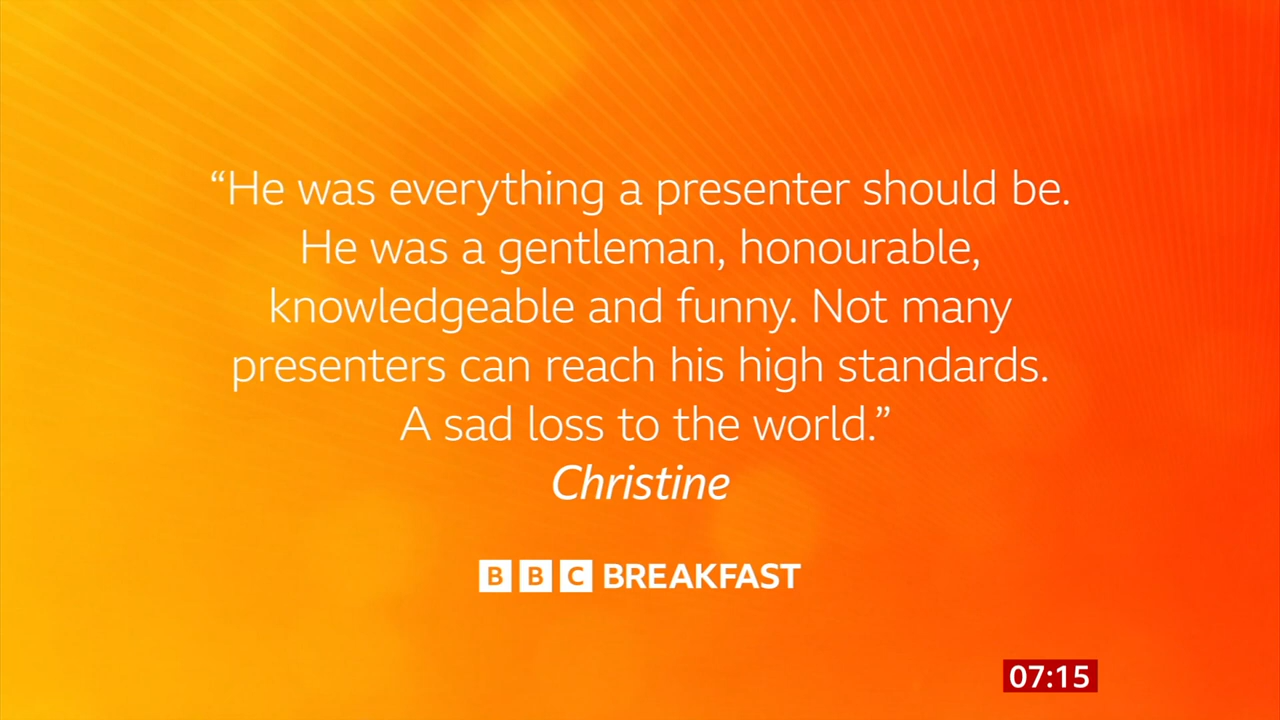 “He was everything a presenter should be.
He was a gentleman, honourable,
knowledgeable and funny. Not many
presenters can reach his high standards.
A sad loss to the world.”
Christine
BBC BREAKFAST
07:15